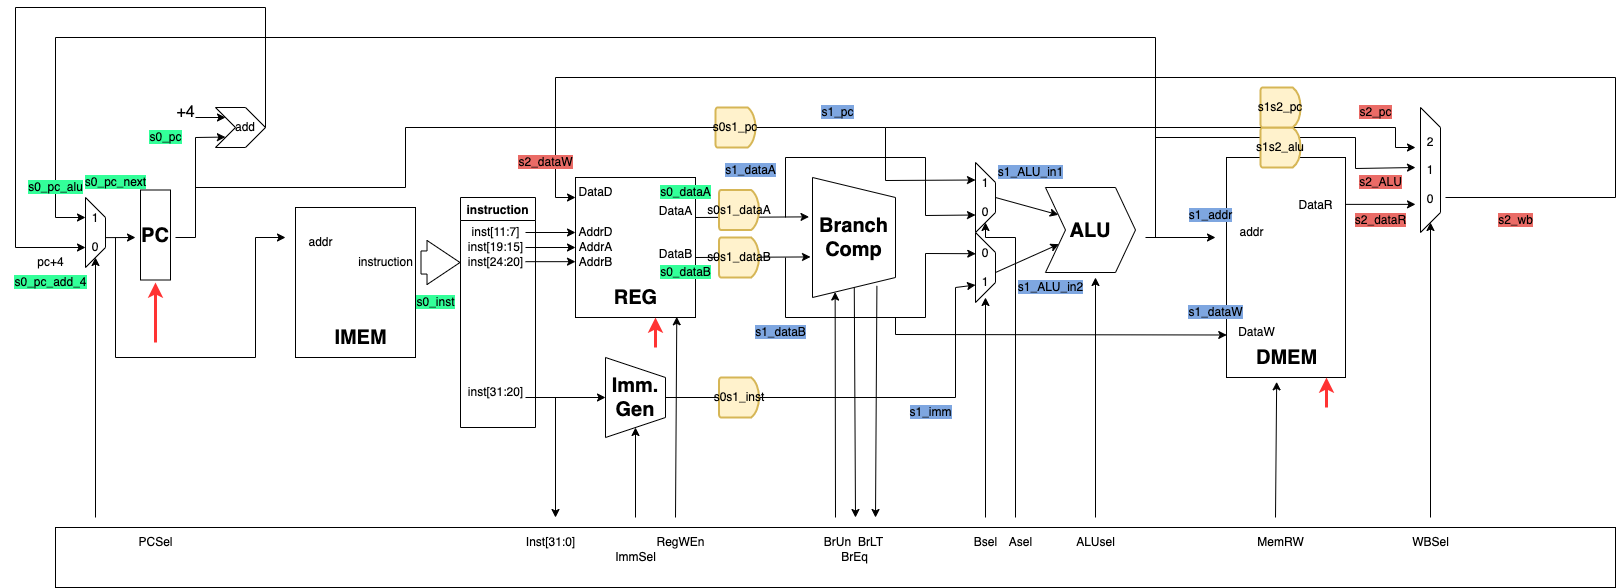 +4
add
s0_pc
s0_pc_alu
s0_pc_next
1
0
PC
pc+4
s0_pc_add_4
addr
instruction
IMEM
s0_inst
instruction
inst[11:7]
inst[19:15]
inst[24:20]
inst[31:20]
s2_dataW
DataD
DataA
AddrD
AddrA
DataB
AddrB
REG
s0_dataA
s0_dataB
s0s1_pc
s0s1_dataA
s0s1_dataB
Imm.
Gen
s0s1_inst
s1_pc
s1_dataA
Branch
Comp
s1_dataB
s1_imm
1
0
0
1
s1_ALU_in1
s1_ALU_in2
ALU
s1_addr
s1_dataW
s1s2_pc
s1s2_alu
DataR
addr
DataW
DMEM
s2_pc
s2_ALU
s2_dataR
2
1
0
s2_wb
PCSel
Inst[31:0]
ImmSel
RegWEn
BrUn
BrLT
BrEq
Bsel
Asel
ALUsel
MemRW
WBSel